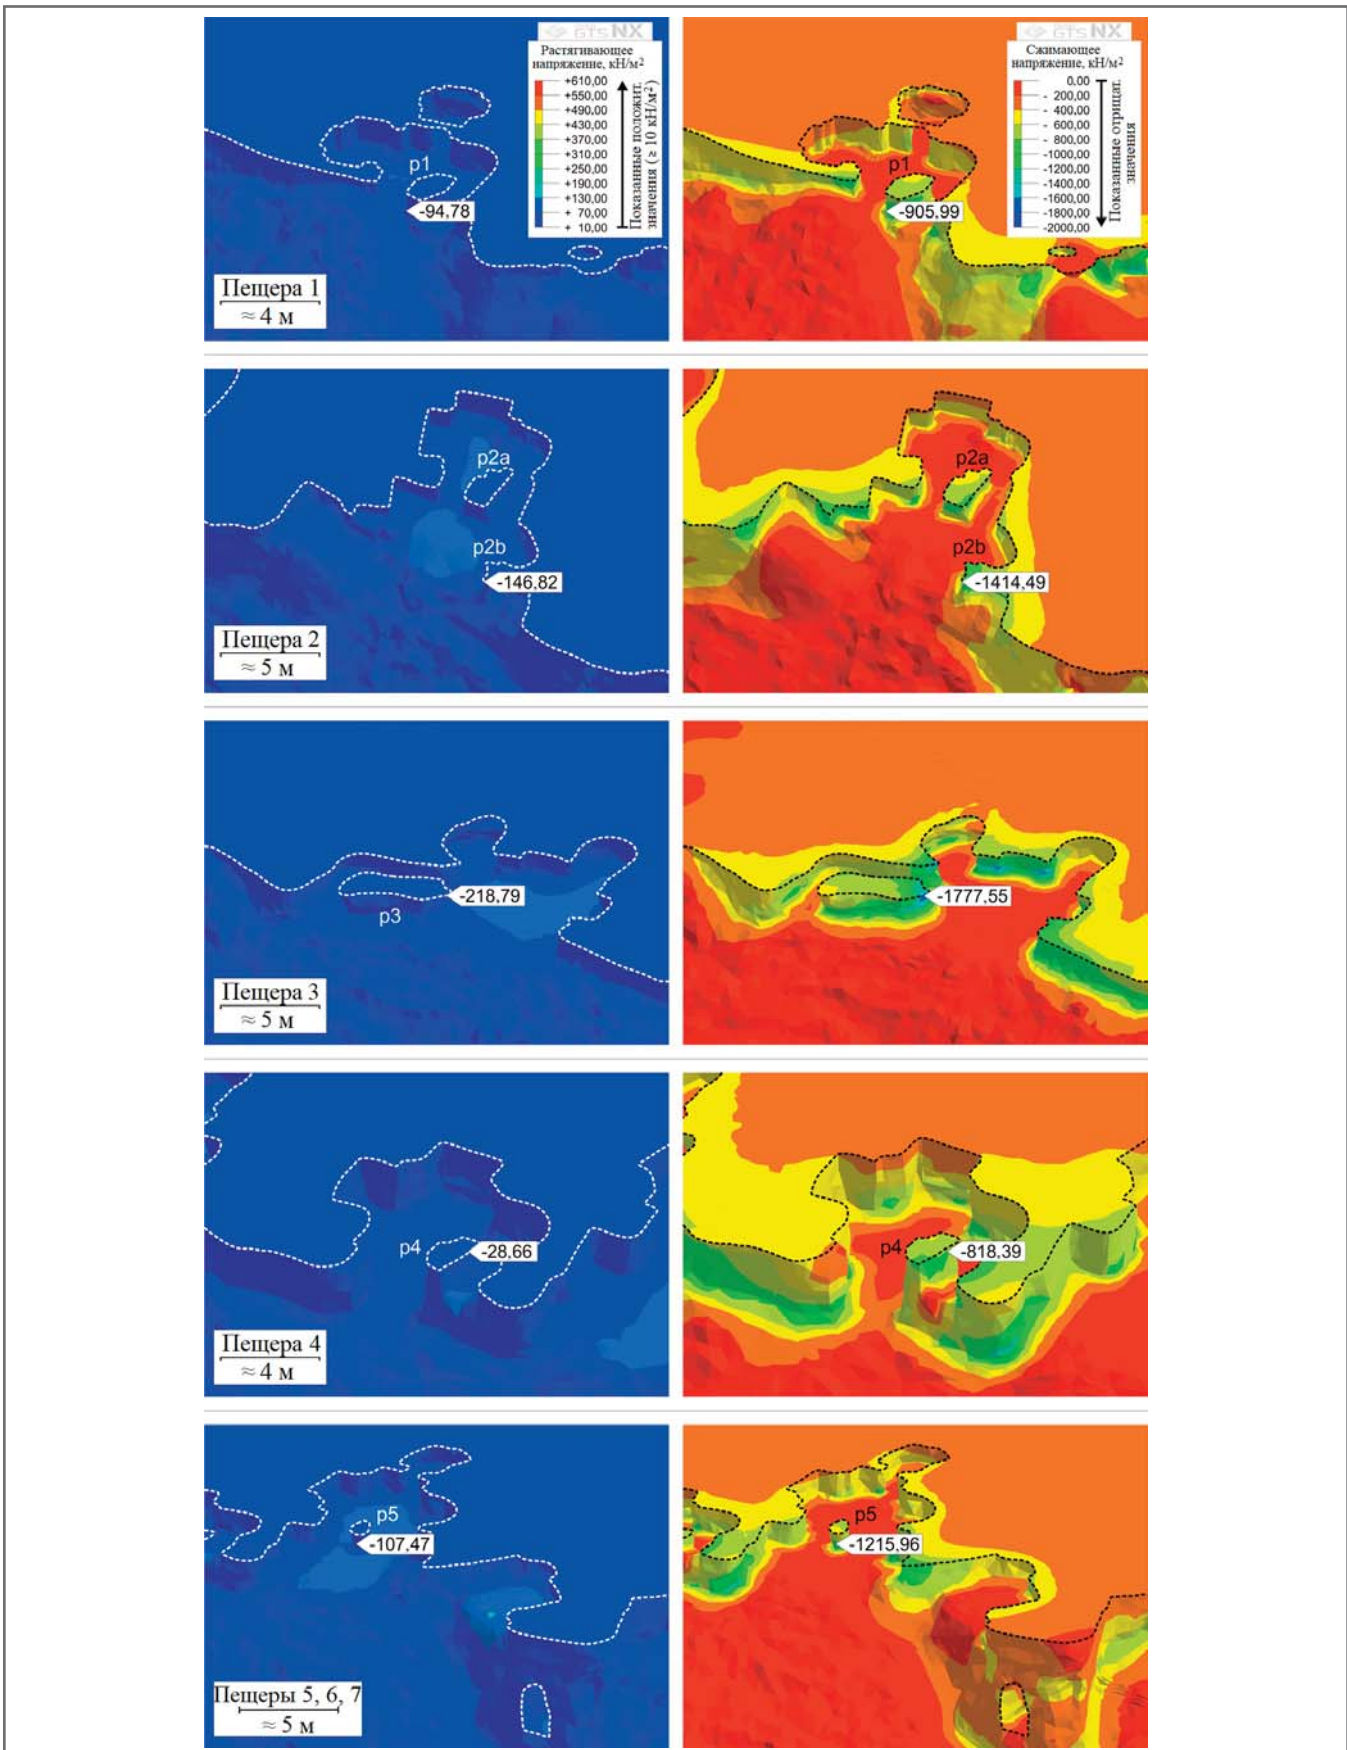 GTS NX
Растягивающее
напряжение, кН/м²
+610,00
+550,00
+490,00
+430,00
+370,00
+310,00
+250,00
+190,00
+130,00
+ 70,00
+ 10,00
Показанные положит.
значения (≥ 10 кН/м²)
p1
-94,78
Пещера 1
≈ 4 м
GTS NX
Сжимающее
напряжение, кН/м²
0,00
- 200,00
- 400,00
- 600,00
- 800,00
-1000,00
-1200,00
-1400,00
-1600,00
-1800,00
-2000,00
Показанные отрицат.
значения
p1
-905,99
p2a
p2b
-146,82
Пещера 2
≈ 5 м
p2a
p2b
-1414,49
-218,79
p3
Пещера 3
≈ 5 м
-1777,55
p4
-28,66
Пещера 4
≈ 4 м
p4
-818,39
p5
-107,47
Пещеры 5, 6, 7
≈ 5 м
p5
-1215,96